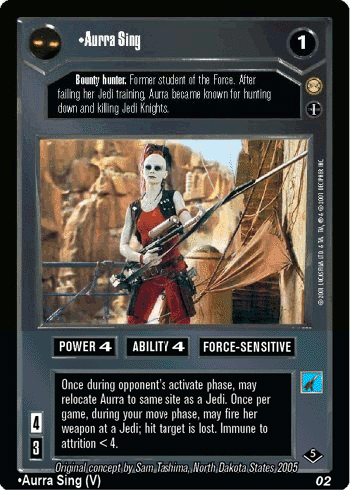 •Aurra Sing
1
Bounty hunter. Former student of the Force. After
failing her Jedi training, Aurra became known for hunting
down and killing Jedi Knights.
POWER 4 ABILITY 4 FORCE-SENSITIVE
Once during opponent's activate phase, may
relocate Aurra to same site as a Jedi. Once per
game, during your move phase, may fire her
weapon at a Jedi; hit target is lost. Immune to
attrition < 4.
4
3
5
Original concept by Sam Tashima, North Dakota States 2005
•Aurra Sing (V) 02